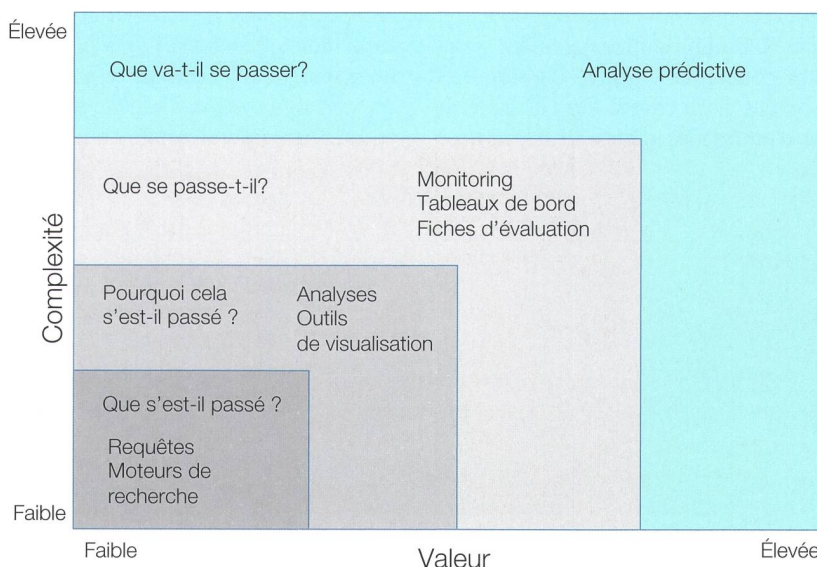 Élevée
Que va-t-il se passer?
Analyse prédictive
Que se passe-t-il?
Monitoring
Tableaux de bord
Fiches d'évaluation
Complexité
Pourquoi cela
s'est-il passé ?
Analyses
Outils
de visualisation
Que s'est-il passé ?
Requêtes
Moteurs de
recherche
Faible
Faible
Valeur
Élevée